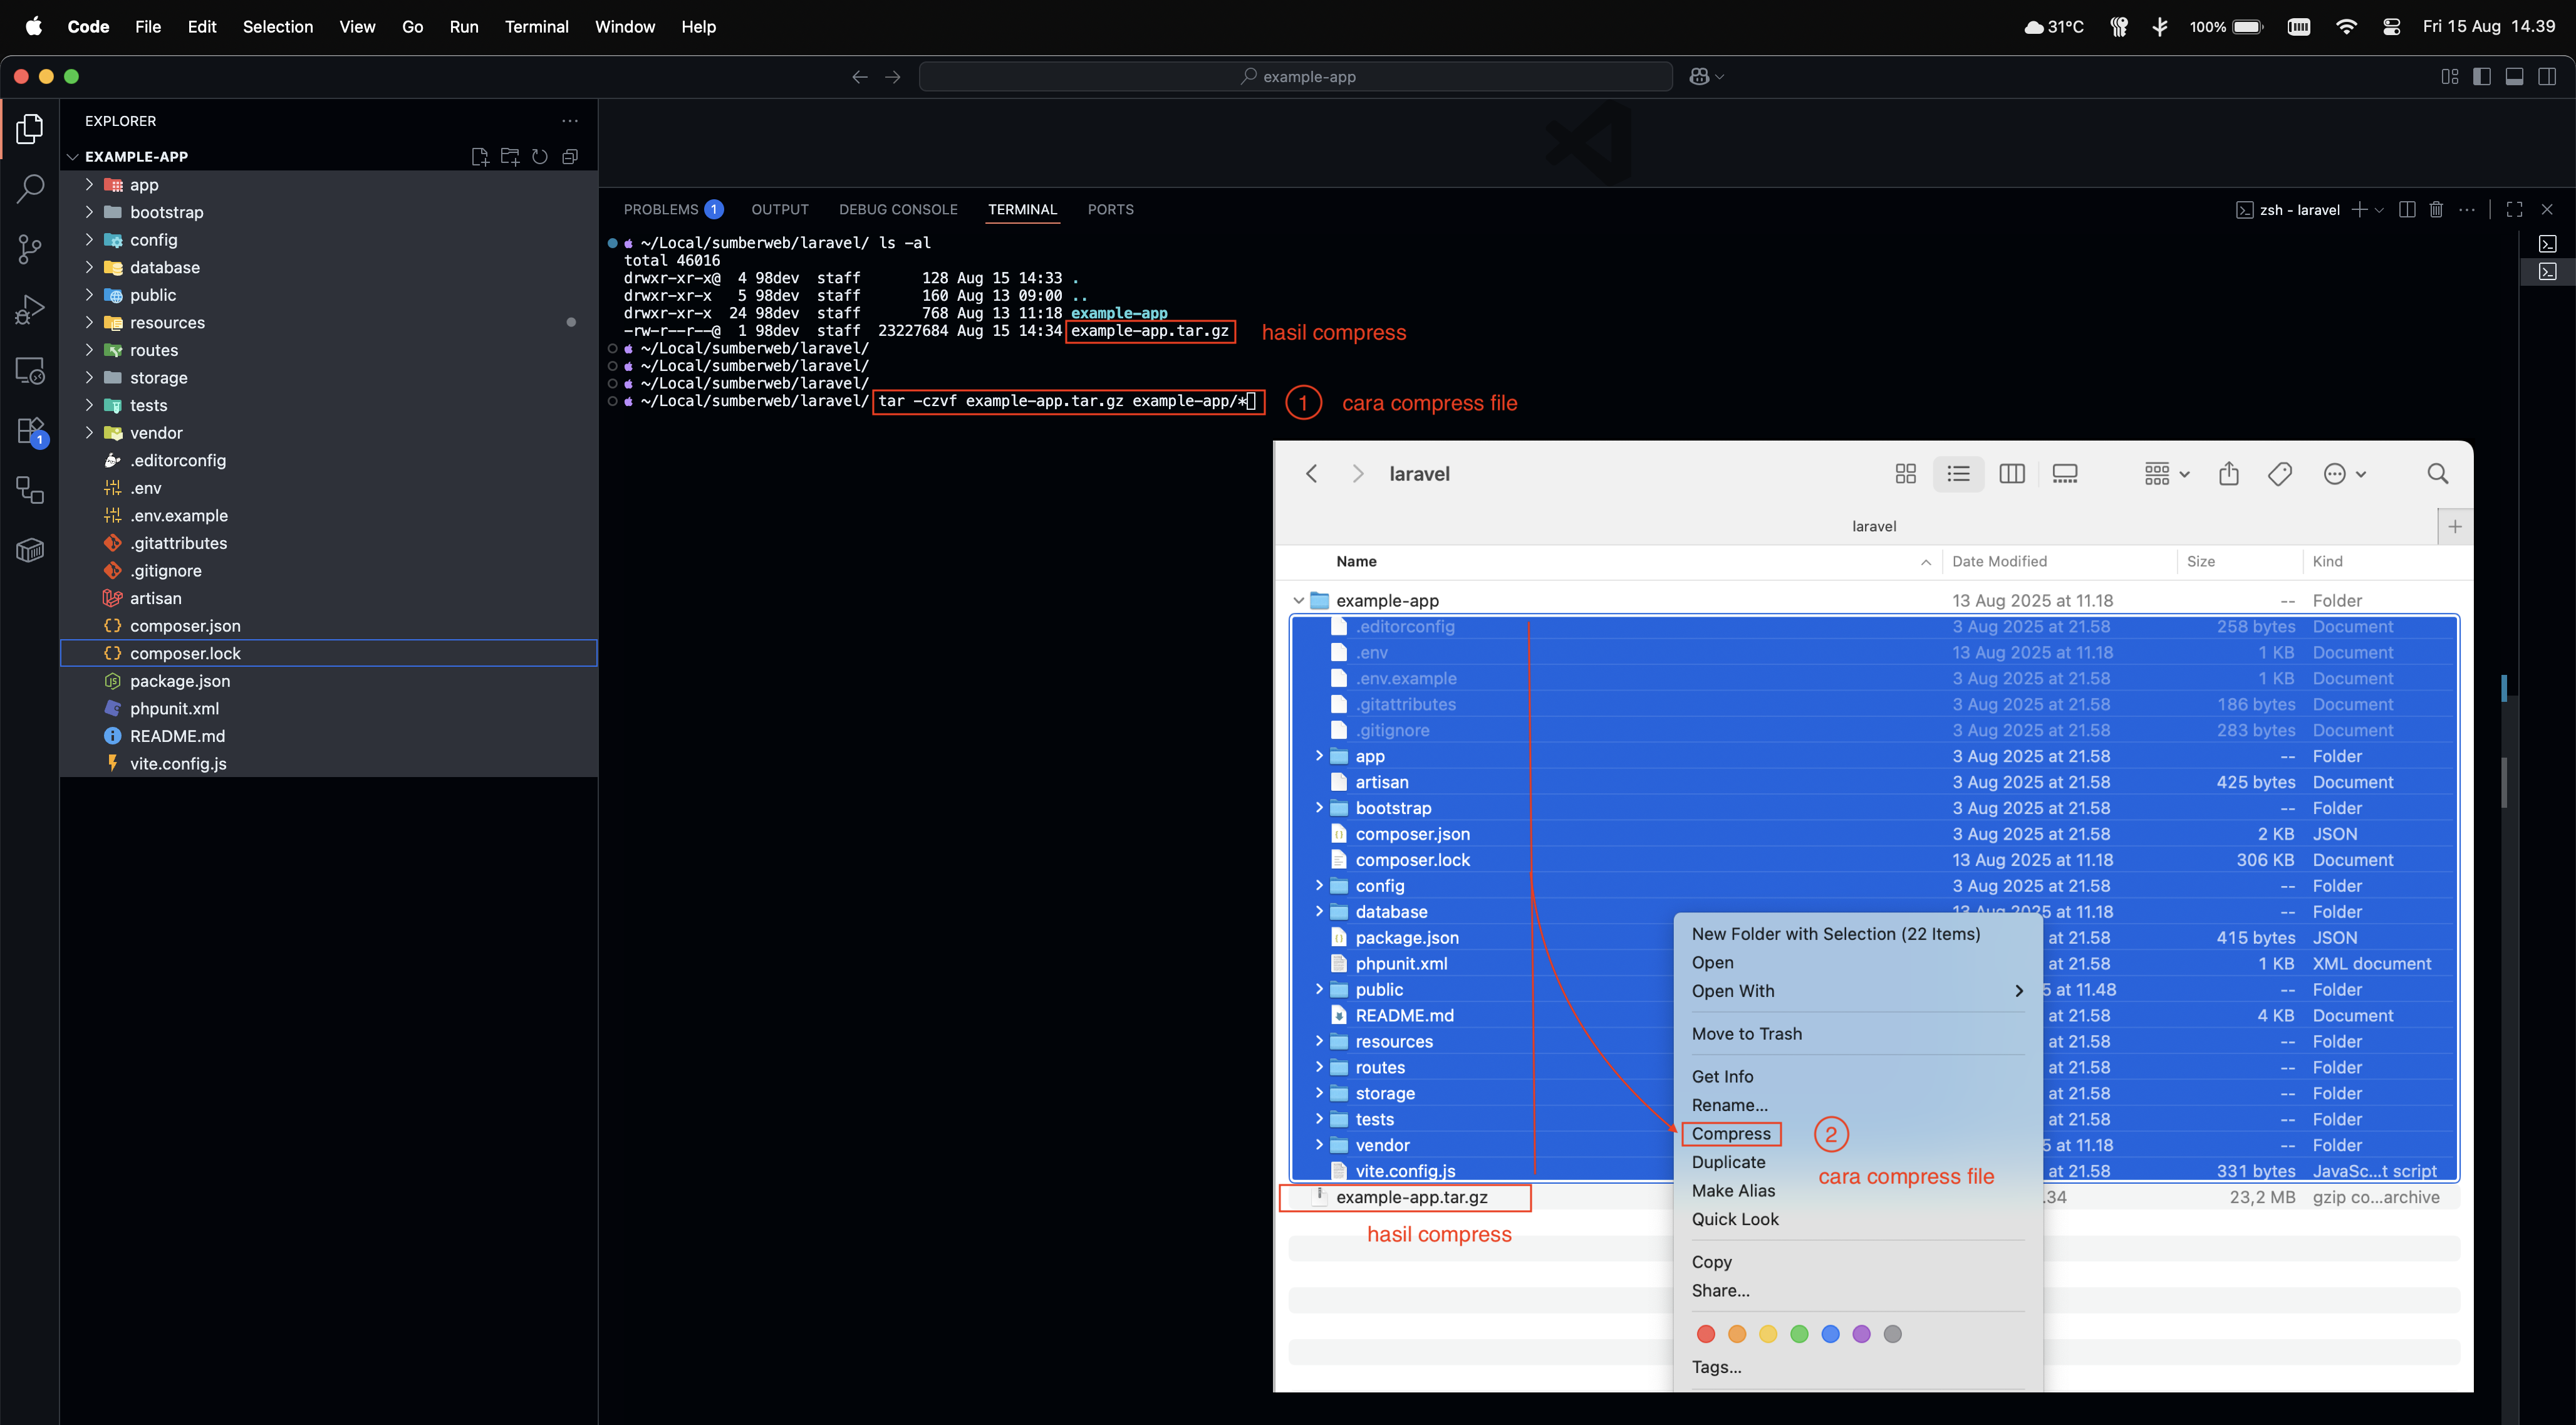 Code File Edit Selection View Go Run Terminal Window Help 31°C 100% Fri 15 Aug 14.39
example-app
EXPLORER
EXAMPLE-APP
app
bootstrap
config
database
public
resources
routes
storage
tests
vendor
.editorconfig
.env
.env.example
.gitattributes
.gitignore
artisan
composer.json
composer.lock
package.json
phpunit.xml
README.md
vite.config.js
1
PROBLEMS 1 OUTPUT DEBUG CONSOLE TERMINAL PORTS zsh - laravel
~/Local/sumberweb/laravel/ ls -al
total 46016
drwxr-xr-x@ 4 98dev staff 128 Aug 15 14:33 .
drwxr-xr-x 5 98dev staff 160 Aug 13 09:00 ..
drwxr-xr-x 24 98dev staff 768 Aug 13 11:18 example-app
-rw-r--r--@ 1 98dev staff 23227684 Aug 15 14:34 example-app.tar.gz hasil compress
~/Local/sumberweb/laravel/
~/Local/sumberweb/laravel/
~/Local/sumberweb/laravel/
~/Local/sumberweb/laravel/ tar -czvf example-app.tar.gz example-app/* 1 cara compress file
laravel
laravel
Name Date Modified Size Kind
example-app 13 Aug 2025 at 11.18 -- Folder
.editorconfig 3 Aug 2025 at 21.58 258 bytes Document
.env 13 Aug 2025 at 11.18 1 KB Document
.env.example 3 Aug 2025 at 21.58 1 KB Document
.gitattributes 3 Aug 2025 at 21.58 186 bytes Document
.gitignore 3 Aug 2025 at 21.58 283 bytes Document
app 3 Aug 2025 at 21.58 -- Folder
artisan 3 Aug 2025 at 21.58 425 bytes Document
bootstrap 3 Aug 2025 at 21.58 -- Folder
composer.json 3 Aug 2025 at 21.58 2 KB JSON
composer.lock 13 Aug 2025 at 11.18 306 KB Document
config 3 Aug 2025 at 21.58 -- Folder
database 13 Aug 2025 at 11.18 -- Folder
package.json at 21.58 415 bytes JSON
phpunit.xml at 21.58 1 KB XML document
public 5 at 11.48 -- Folder
README.md at 21.58 4 KB Document
resources at 21.58 -- Folder
routes at 21.58 -- Folder
storage at 21.58 -- Folder
tests at 21.58 -- Folder
vendor 5 at 11.18 -- Folder
vite.config.js at 21.58 331 bytes JavaSc...t script
example-app.tar.gz .34 23,2 MB gzip co...archive
hasil compress
New Folder with Selection (22 Items)
Open
Open With
Move to Trash
Get Info
Rename...
Compress 2
cara compress file
Duplicate
Make Alias
Quick Look
Copy
Share...
Tags...